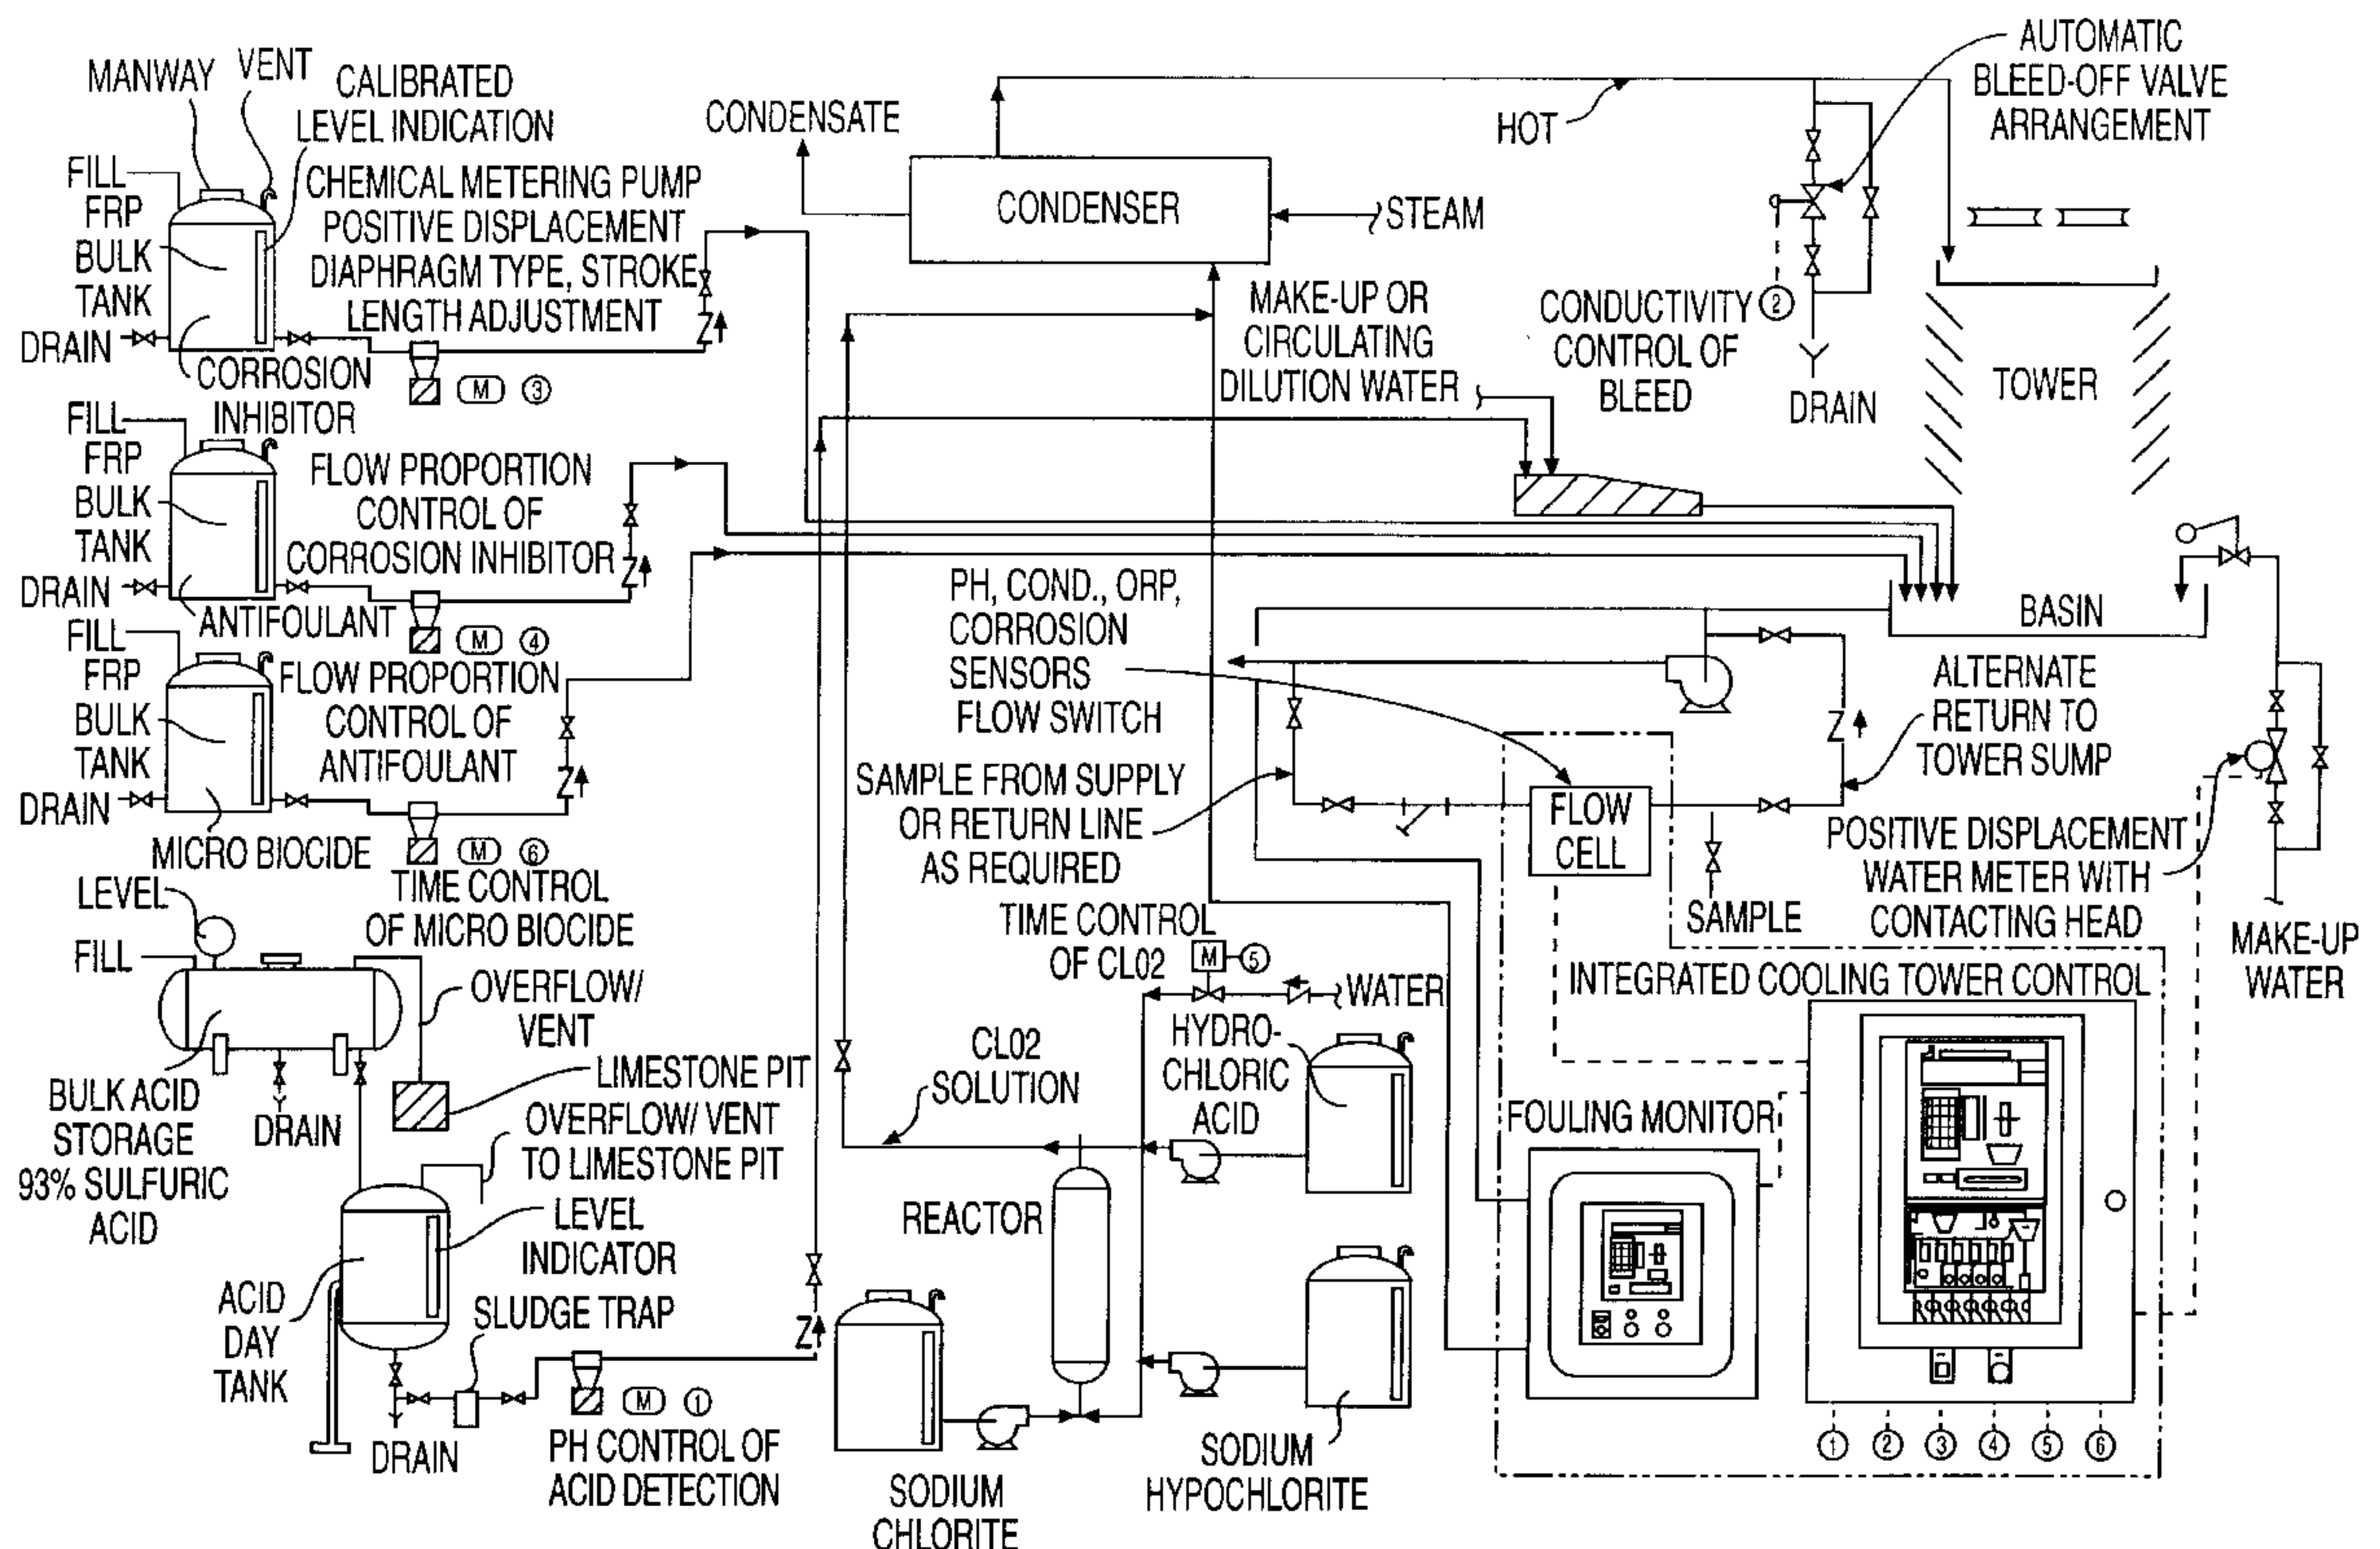 MANWAY
VENT
CALIBRATED
LEVEL INDICATION
FILL
FRP
BULK
TANK
DRAIN
CHEMICAL METERING PUMP
POSITIVE DISPLACEMENT
DIAPHRAGM TYPE, STROKE
LENGTH ADJUSTMENT
Z
CORROSION
INHIBITOR
M
3
FILL
FRP
BULK
TANK
DRAIN
FLOW PROPORTION
CONTROL OF
CORROSION INHIBITOR
Z
ANTIFOULANT
M
4
FILL
FRP
BULK
TANK
DRAIN
FLOW PROPORTION
CONTROL OF
ANTIFOULANT
Z
MICRO BIOCIDE
M
6
TIME CONTROL
OF MICRO BIOCIDE
LEVEL
FILL
OVERFLOW/
VENT
LIMESTONE PIT
BULK ACID
STORAGE
93% SULFURIC
ACID
DRAIN
OVERFLOW/ VENT
TO LIMESTONE PIT
LEVEL
INDICATOR
ACID
DAY
TANK
SLUDGE TRAP
Z
DRAIN
M
1
PH CONTROL OF
ACID DETECTION
CONDENSATE
CONDENSER
STEAM
HOT
AUTOMATIC
BLEED-OFF VALVE
ARRANGEMENT
MAKE-UP OR
CIRCULATING
DILUTION WATER
CONDUCTIVITY
2
CONTROL OF
BLEED
DRAIN
TOWER
PH, COND., ORP,
CORROSION
SENSORS
FLOW SWITCH
BASIN
ALTERNATE
RETURN TO
TOWER SUMP
Z
SAMPLE FROM SUPPLY
OR RETURN LINE
AS REQUIRED
FLOW
CELL
SAMPLE
POSITIVE DISPLACEMENT
WATER METER WITH
CONTACTING HEAD
MAKE-UP
WATER
TIME CONTROL
OF CL02
M
5
WATER
CL02
SOLUTION
HYDRO-
CHLORIC
ACID
REACTOR
SODIUM
CHLORITE
SODIUM
HYPOCHLORITE
INTEGRATED COOLING TOWER CONTROL
FOULING MONITOR
1
2
3
4
5
6